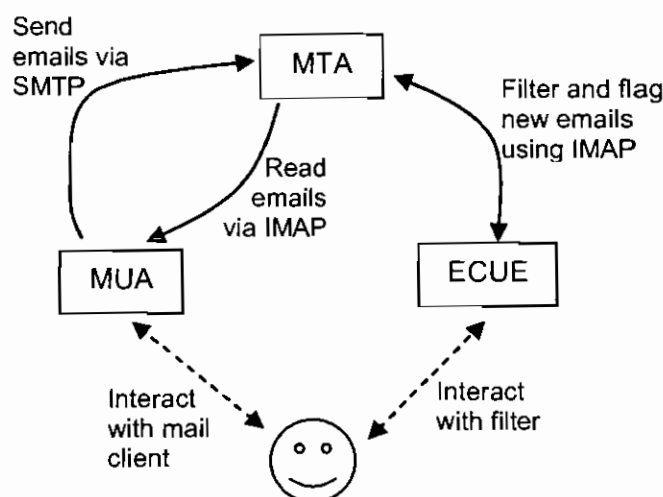 Send
emails via
SMTP
MTA
Filter and flag
new emails
using IMAP
Read
emails
via IMAP
MUA
ECUE
Interact
with mail
client
Interact
with filter